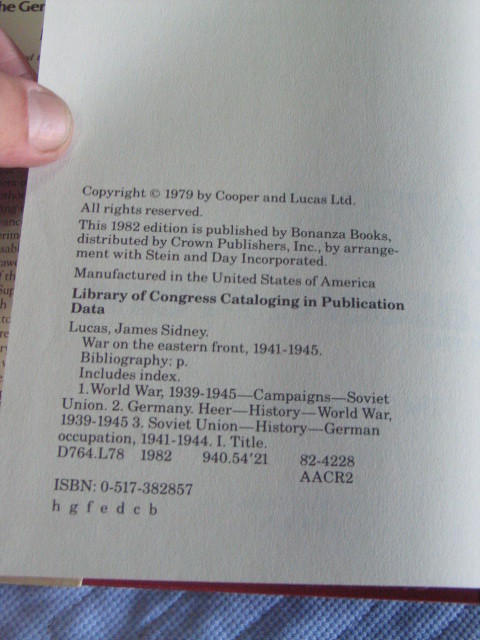 he Ger
Copyright © 1979 by Cooper and Lucas Ltd.
All rights reserved.
This 1982 edition is published by Bonanza Books,
distributed by Crown Publishers, Inc., by arrange-
ment with Stein and Day Incorporated.
Manufactured in the United States of America
Library of Congress Cataloging in Publication
Data
Lucas, James Sidney.
War on the eastern front, 1941-1945.
Bibliography: p.
Includes index.
1. World War, 1939-1945—Campaigns—Soviet
Union. 2. Germany. Heer—History—World War,
1939-1945 3. Soviet Union—History—German
occupation, 1941-1944. I. Title.
D764.L78 1982 940.54'21 82-4228
AACR2
ISBN: 0-517-382857
h g f e d c b